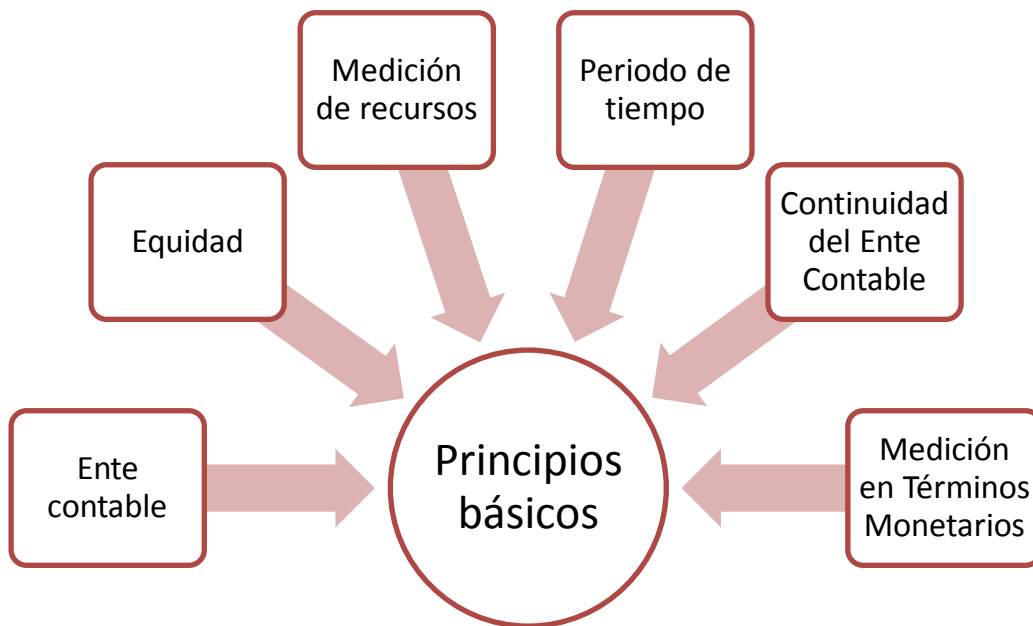 Medición
de recursos
Periodo de
tiempo
Equidad
Continuidad
del Ente
Contable
Ente
contable
Principios
básicos
Medición
en Términos
Monetarios